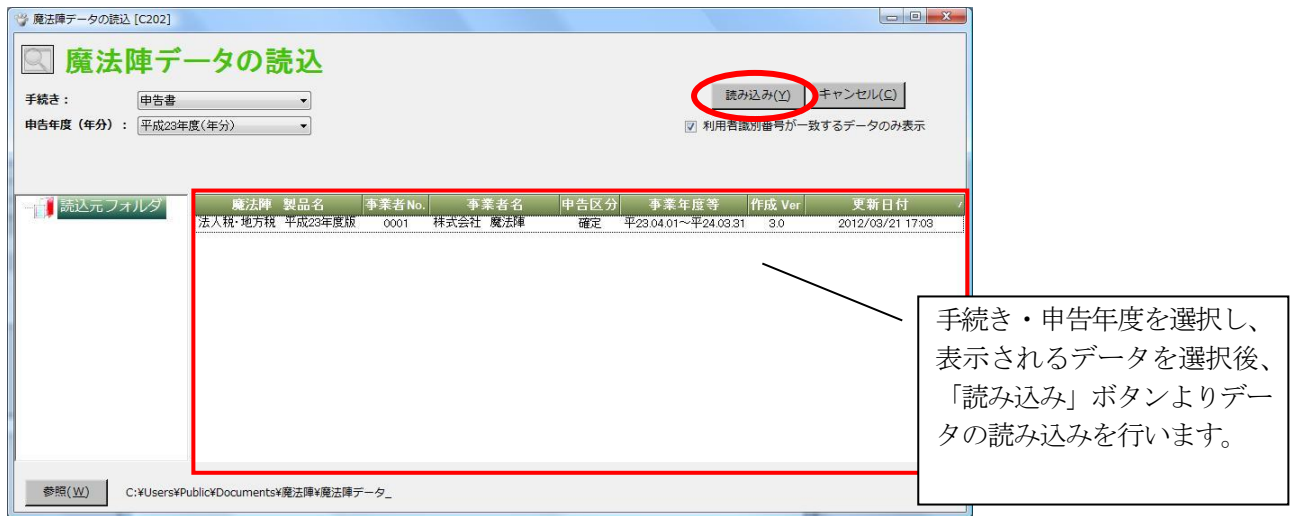 魔法陣データの読込 [C202]
魔法陣データの読込
手続き： 申告書
読み込み(Y) キャンセル(C)
申告年度（年分）： 平成23年度(年分)
利用者識別番号が一致するデータのみ表示
読込元フォルダ
魔法陣 製品名 事業者No. 事業者名 申告区分 事業年度等 作成 Ver 更新日付
法人税・地方税 平成23年度版 0001 株式会社 魔法陣 確定 平23.04.01～平24.03.31 3.0 2012/03/21 17:03
手続き・申告年度を選択し、
表示されるデータを選択後、
「読み込み」ボタンよりデー
タの読み込みを行います。
参照(W) C:¥Users¥Public¥Documents¥魔法陣¥魔法陣データ_